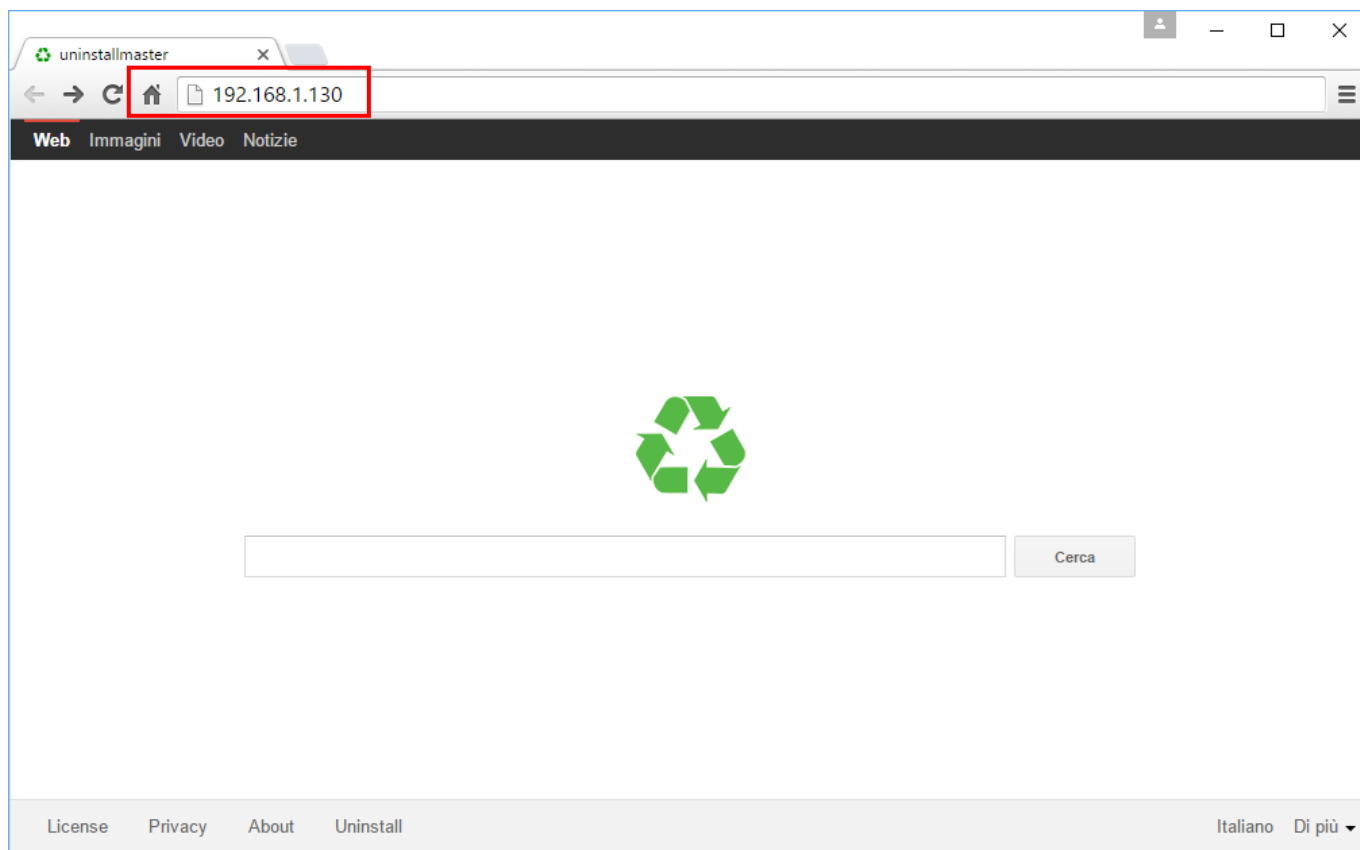 uninstallmaster
192.168.1.130
Web Immagini Video Notizie
Cerca
License Privacy About Uninstall Italiano Di più